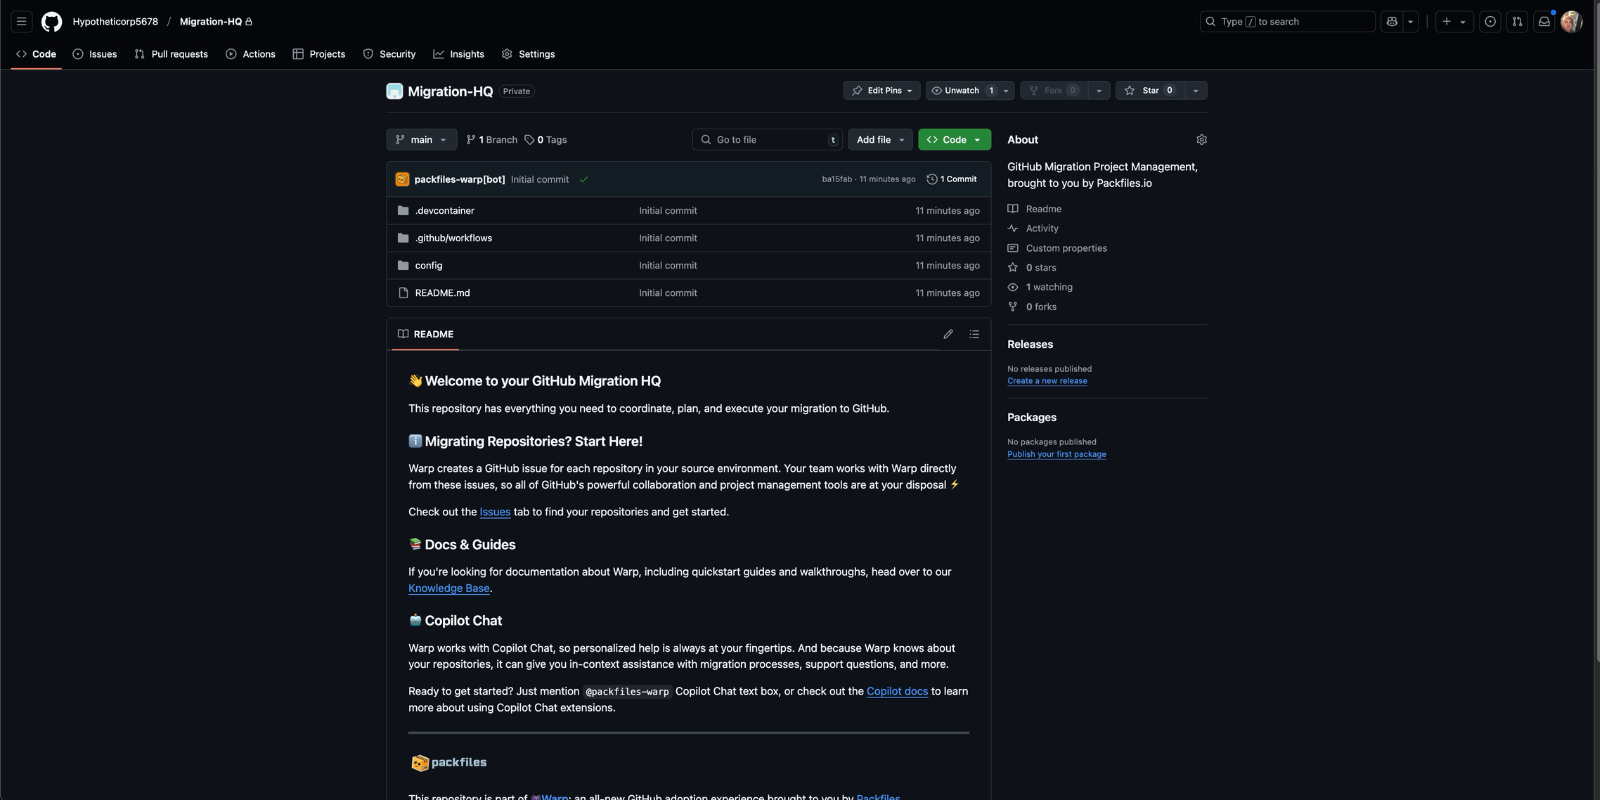 Hypotheticorp5678 / Migration-HQ
Type / to search
Code Issues Pull requests Actions Projects Security Insights Settings
Migration-HQ Private
Edit Pins Unwatch 1 Fork 0 Star 0
main 1 Branch 0 Tags
Go to file t Add file Code
packfiles-warp[bot] Initial commit ba15fab · 11 minutes ago 1 Commit
.devcontainer Initial commit 11 minutes ago
.github/workflows Initial commit 11 minutes ago
config Initial commit 11 minutes ago
README.md Initial commit 11 minutes ago
README
👋 Welcome to your GitHub Migration HQ
This repository has everything you need to coordinate, plan, and execute your migration to GitHub.
ℹ️ Migrating Repositories? Start Here!
Warp creates a GitHub issue for each repository in your source environment. Your team works with Warp directly
from these issues, so all of GitHub's powerful collaboration and project management tools are at your disposal ⚡
Check out the Issues tab to find your repositories and get started.
📚 Docs & Guides
If you're looking for documentation about Warp, including quickstart guides and walkthroughs, head over to our
Knowledge Base.
🤖 Copilot Chat
Warp works with Copilot Chat, so personalized help is always at your fingertips. And because Warp knows about
your repositories, it can give you in-context assistance with migration processes, support questions, and more.
Ready to get started? Just mention @packfiles-warp Copilot Chat text box, or check out the Copilot docs to learn
more about using Copilot Chat extensions.
packfiles
This repository is part of Warp: an all-new GitHub adoption experience brought to you by Packfiles.
About
GitHub Migration Project Management,
brought to you by Packfiles.io
Readme
Activity
Custom properties
0 stars
1 watching
0 forks
Releases
No releases published
Create a new release
Packages
No packages published
Publish your first package